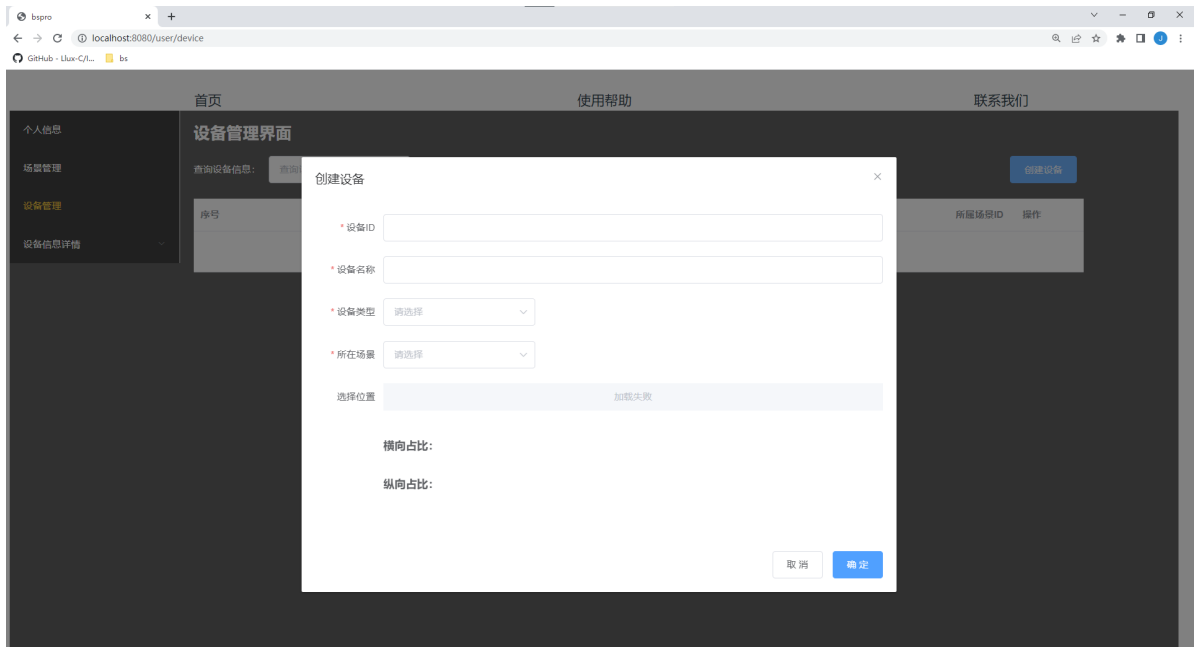 bspro
localhost:8080/user/device
GitHub - Llux-C/I...
bs
J
首页
使用帮助
联系我们
个人信息
场景管理
设备管理
设备信息详情
设备管理界面
查询设备信息:
查询
创建设备
序号
所属场景ID
操作
创建设备
* 设备ID
* 设备名称
* 设备类型
请选择
* 所在场景
请选择
选择位置
加载失败
横向占比:
纵向占比:
取 消
确 定